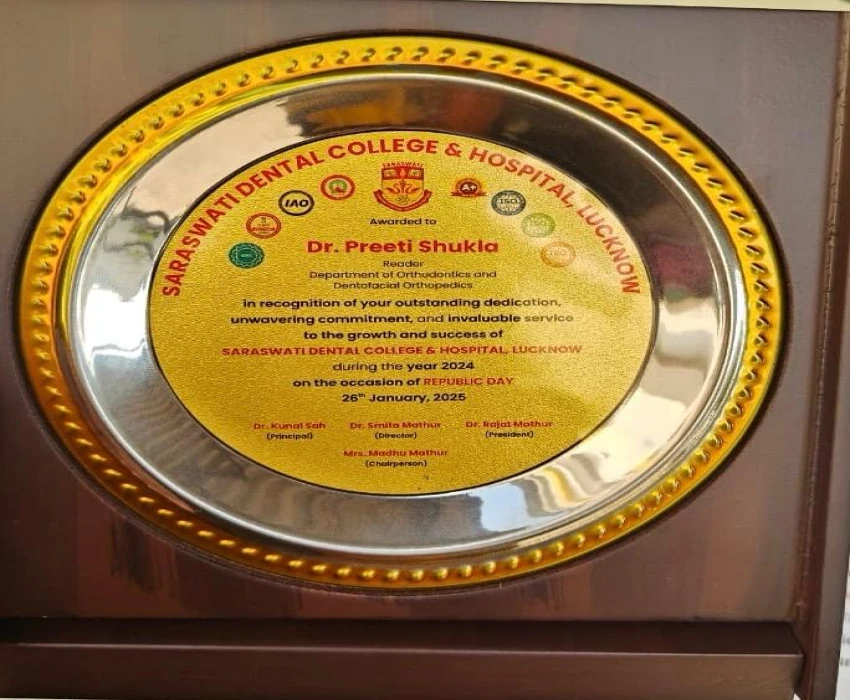 SARASWATI DENTAL COLLEGE & HOSPITAL, LUCKNOW
SARASWATI
IAO
A+
ISO
Awarded to
Dr. Preeti Shukla
Reader
Department of Orthodontics and
Dentofacial Orthopedics
in recognition of your outstanding dedication,
unwavering commitment, and invaluable service
to the growth and success of
SARASWATI DENTAL COLLEGE & HOSPITAL, LUCKNOW
during the year 2024
on the occasion of REPUBLIC DAY
26th January, 2025
Dr. Kunal Sah Dr. Smita Mathur Dr. Rajat Mathur
(Principal) (Director) (President)
Mrs. Madhu Mathur
(Chairperson)